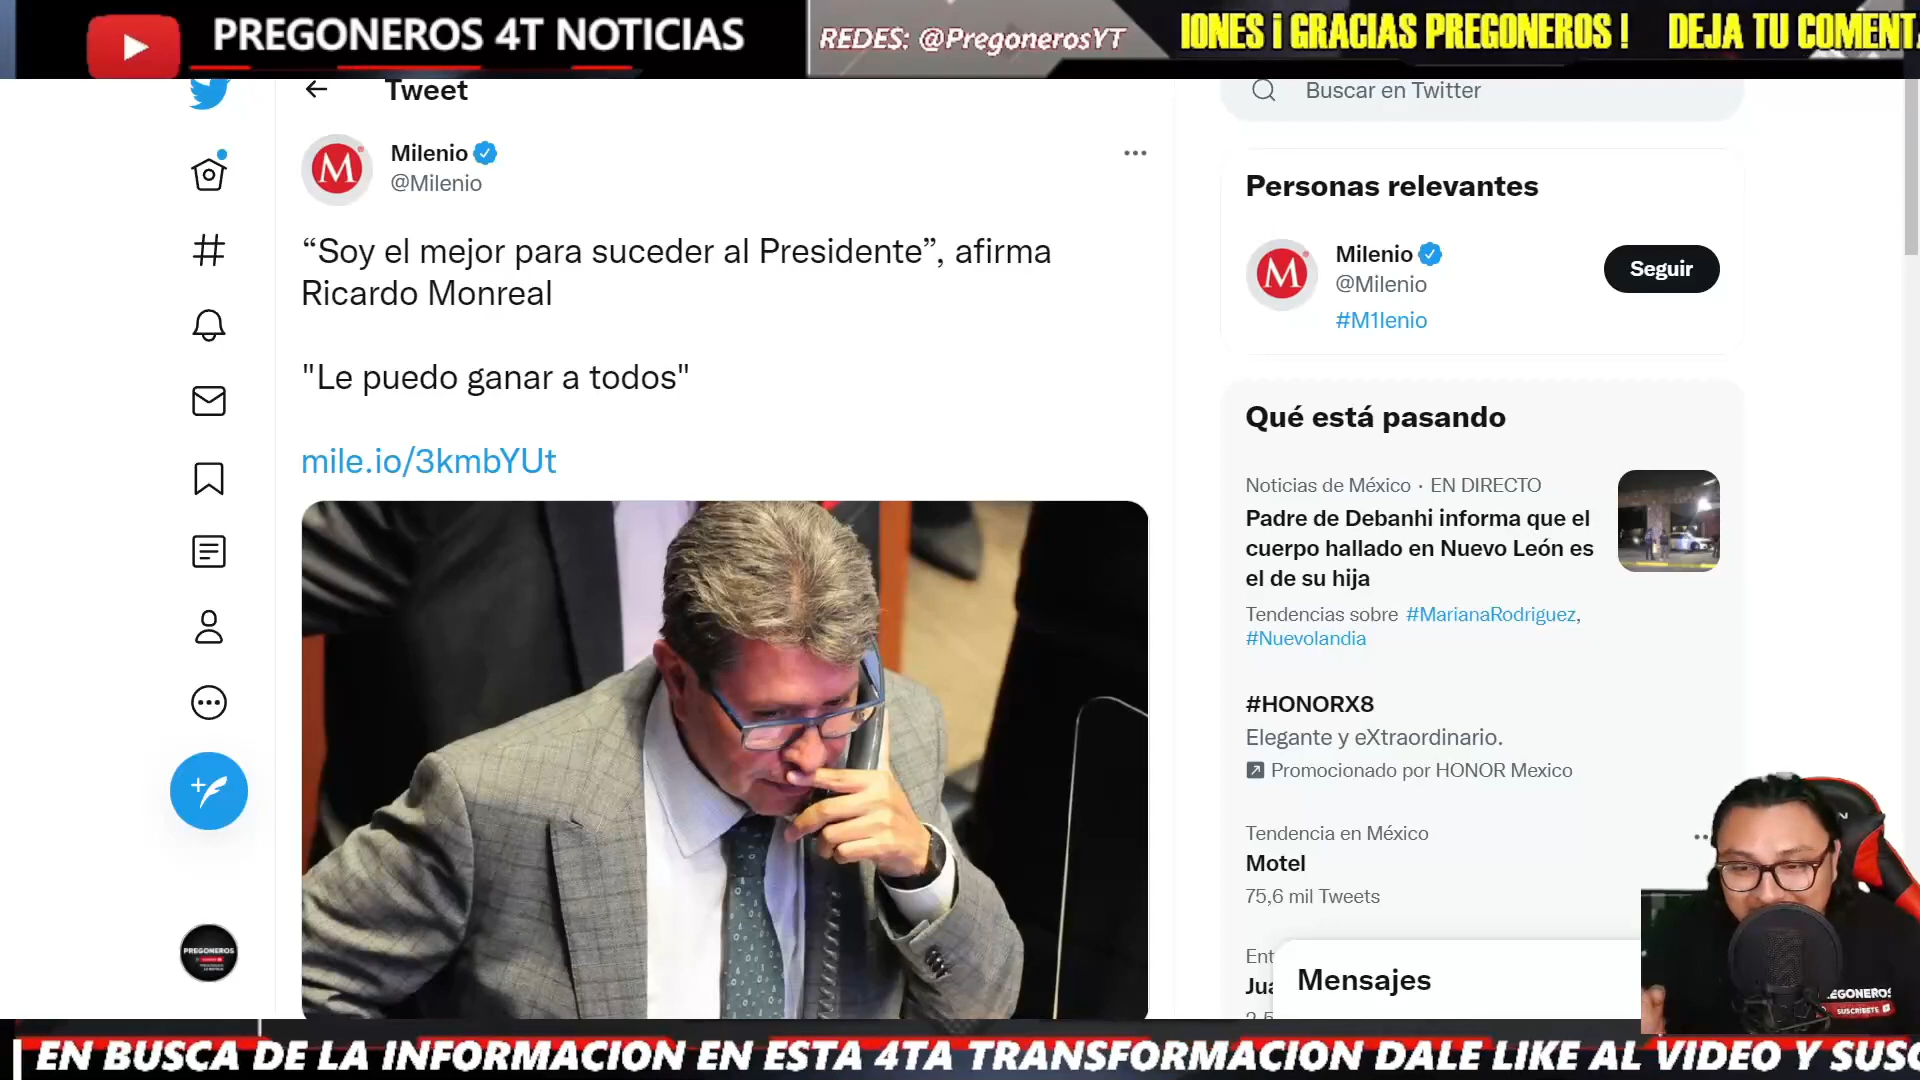 PREGONEROS 4T NOTICIAS
REDES: @PregonerosYT
IONES ¡ GRACIAS PREGONEROS !
DEJA TU COMENT
Tweet
Milenio
@Milenio
“Soy el mejor para suceder al Presidente”, afirma
Ricardo Monreal
"Le puedo ganar a todos"
mile.io/3kmbYUt
Buscar en Twitter
Personas relevantes
Milenio
@Milenio
#M1lenio
Seguir
Qué está pasando
Noticias de México · EN DIRECTO
Padre de Debanhi informa que el
cuerpo hallado en Nuevo León es
el de su hija
Tendencias sobre #MarianaRodriguez,
#Nuevolandia
#HONORX8
Elegante y eXtraordinario.
Promocionado por HONOR Mexico
Tendencia en México
Motel
75,6 mil Tweets
Ent
Jua
Mensajes
PREGONEROS
EGONEROS
SUSCRIBETE
EN BUSCA DE LA INFORMACION EN ESTA 4TA TRANSFORMACION DALE LIKE AL VIDEO Y SUSC